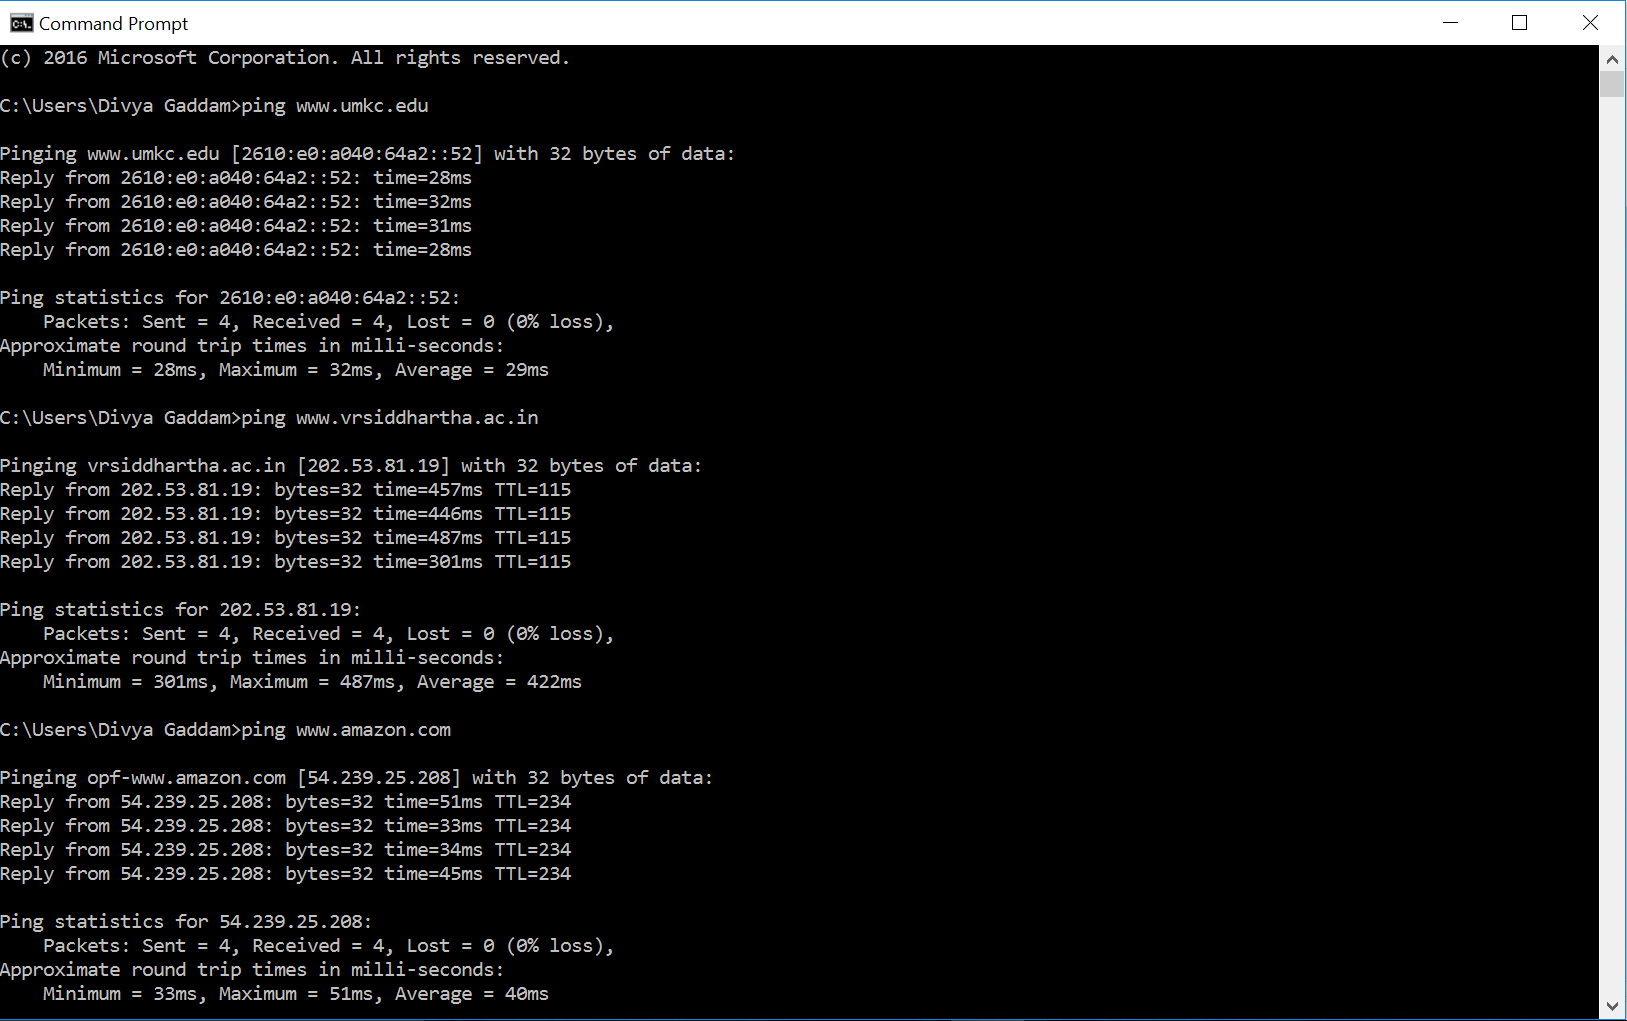 Command Prompt
(c) 2016 Microsoft Corporation. All rights reserved.
C:\Users\Divya Gaddam>ping www.umkc.edu
Pinging www.umkc.edu [2610:e0:a040:64a2::52] with 32 bytes of data:
Reply from 2610:e0:a040:64a2::52: time=28ms
Reply from 2610:e0:a040:64a2::52: time=32ms
Reply from 2610:e0:a040:64a2::52: time=31ms
Reply from 2610:e0:a040:64a2::52: time=28ms
Ping statistics for 2610:e0:a040:64a2::52:
Packets: Sent = 4, Received = 4, Lost = 0 (0% loss),
Approximate round trip times in milli-seconds:
Minimum = 28ms, Maximum = 32ms, Average = 29ms
C:\Users\Divya Gaddam>ping www.vrsiddhartha.ac.in
Pinging vrsiddhartha.ac.in [202.53.81.19] with 32 bytes of data:
Reply from 202.53.81.19: bytes=32 time=457ms TTL=115
Reply from 202.53.81.19: bytes=32 time=446ms TTL=115
Reply from 202.53.81.19: bytes=32 time=487ms TTL=115
Reply from 202.53.81.19: bytes=32 time=301ms TTL=115
Ping statistics for 202.53.81.19:
Packets: Sent = 4, Received = 4, Lost = 0 (0% loss),
Approximate round trip times in milli-seconds:
Minimum = 301ms, Maximum = 487ms, Average = 422ms
C:\Users\Divya Gaddam>ping www.amazon.com
Pinging opf-www.amazon.com [54.239.25.208] with 32 bytes of data:
Reply from 54.239.25.208: bytes=32 time=51ms TTL=234
Reply from 54.239.25.208: bytes=32 time=33ms TTL=234
Reply from 54.239.25.208: bytes=32 time=34ms TTL=234
Reply from 54.239.25.208: bytes=32 time=45ms TTL=234
Ping statistics for 54.239.25.208:
Packets: Sent = 4, Received = 4, Lost = 0 (0% loss),
Approximate round trip times in milli-seconds:
Minimum = 33ms, Maximum = 51ms, Average = 40ms